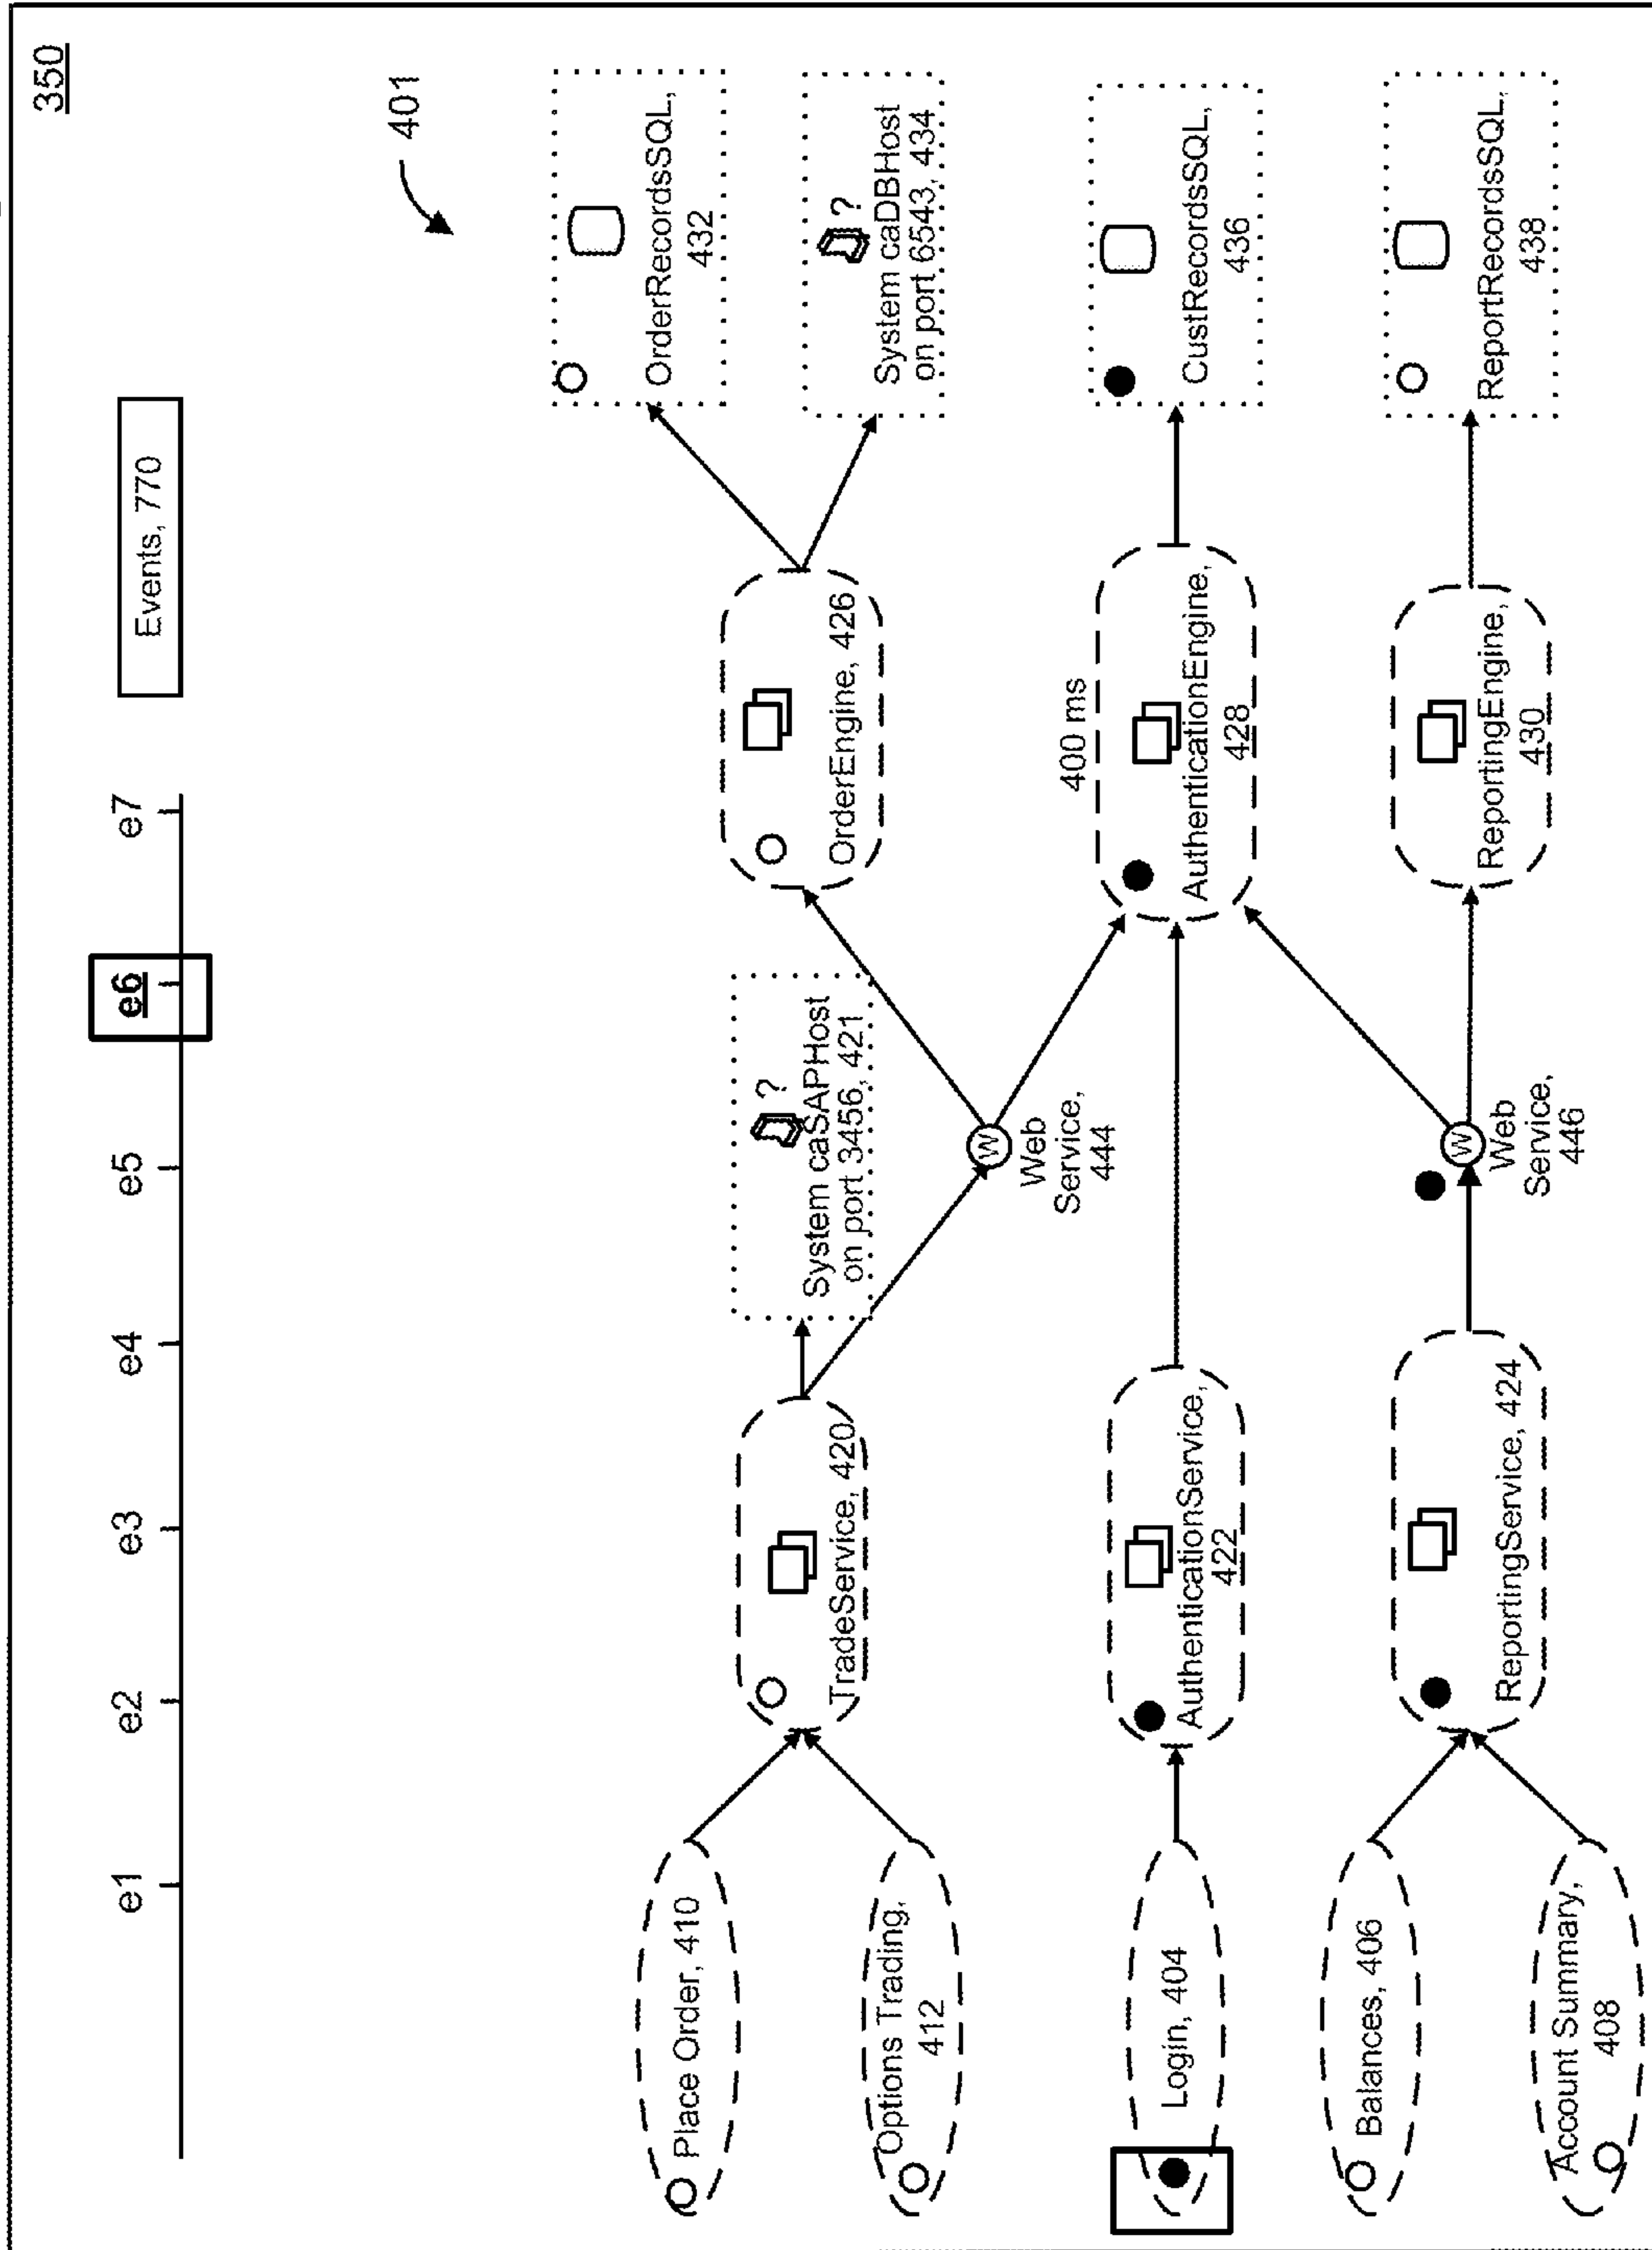 350
Events, 770
e1
e2
e3
e4
e5
e6
e7
401
Place Order, 410
Options Trading,
412
Login, 404
Balances, 406
Account Summary,
408
TradeService, 420
AuthenticationService,
422
ReportingService, 424
?
System caSAPHost
on port 3456, 421
W
Web
Service,
444
W
Web
Service,
446
OrderEngine, 426
400 ms
AuthenticationEngine,
428
ReportingEngine,
430
OrderRecordsSQL,
432
?
System caDBHost
on port 6543, 434
CustRecordsSQL,
436
ReportRecordsSQL,
438